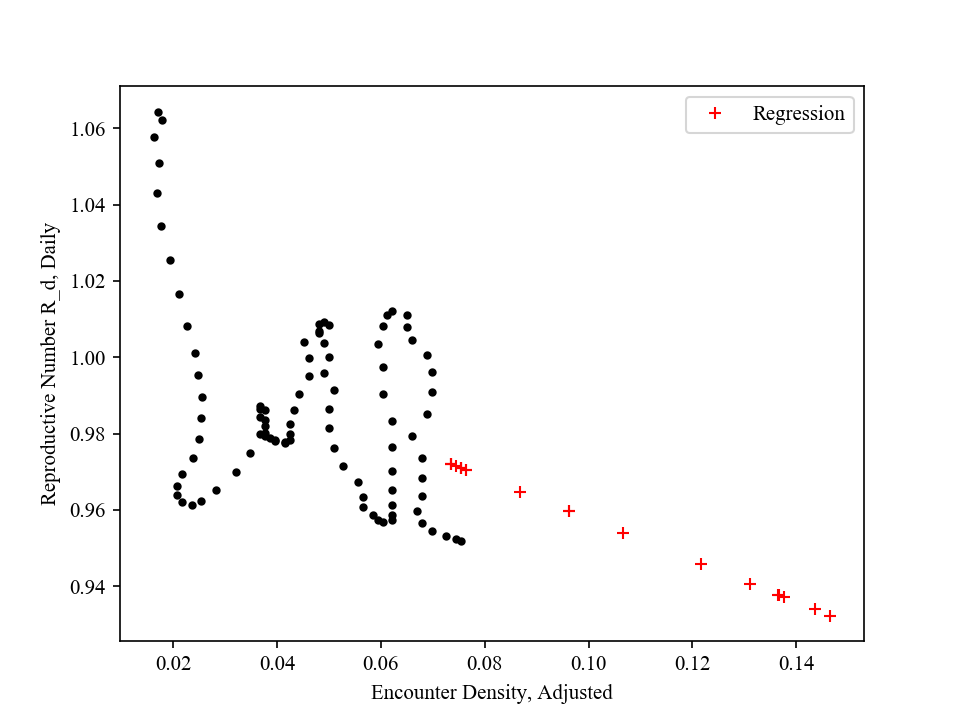 Regression
1.06
1.04
1.02
1.00
0.98
0.96
0.94
Reproductive Number R_d, Daily
0.02 0.04 0.06 0.08 0.10 0.12 0.14
Encounter Density, Adjusted